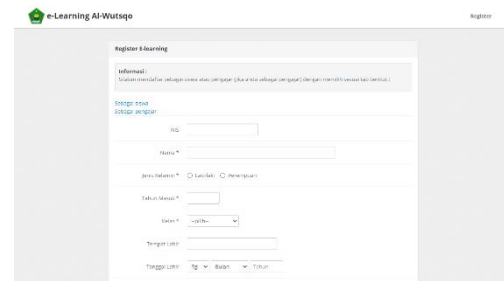 e-Learning Al-Wutsqo
Register
Register E-learning
Informasi :
Silakan mendaftar sebagai siswa atau pengajar (jika anda sebagai pengajar) dengan memilih sesuai tab berikut :
Sebagai siswa
Sebagai pengajar
NIS
Nama *
Jenis Kelamin * Laki-laki Perempuan
Tahun Masuk *
Kelas * --pilih--
Tempat Lahir
Tanggal Lahir Tgl Bulan Tahun